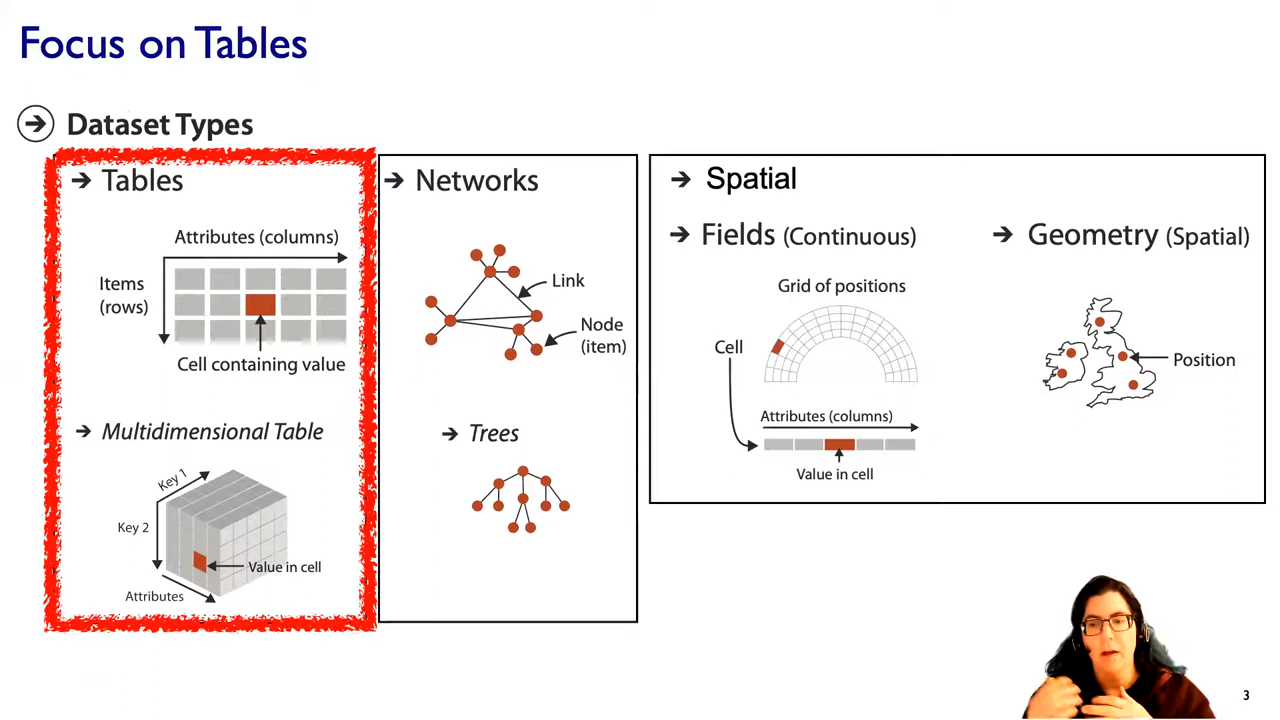 Focus on Tables
Dataset Types
Tables
Attributes (columns)
Items
(rows)
Cell containing value
Multidimensional Table
Key 1
Key 2
Value in cell
Attributes
Networks
Link
Node
(item)
Trees
Spatial
Fields (Continuous)
Grid of positions
Cell
Attributes (columns)
Value in cell
Geometry (Spatial)
Position
3